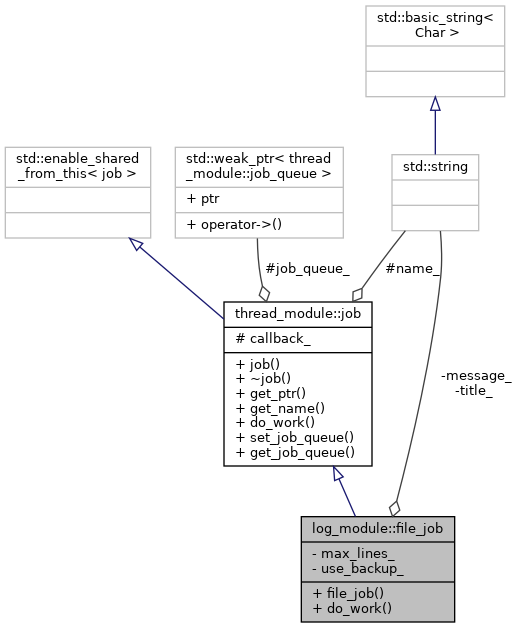 std::basic_string<
Char >
std::enable_shared
_from_this< job >
std::weak_ptr< thread
_module::job_queue >
+ ptr
+ operator->()
std::string
#job_queue_
#name_
thread_module::job
# callback_
+ job()
+ ~job()
+ get_ptr()
+ get_name()
+ do_work()
+ set_job_queue()
+ get_job_queue()
-message_
-title_
log_module::file_job
- max_lines_
- use_backup_
+ file_job()
+ do_work()